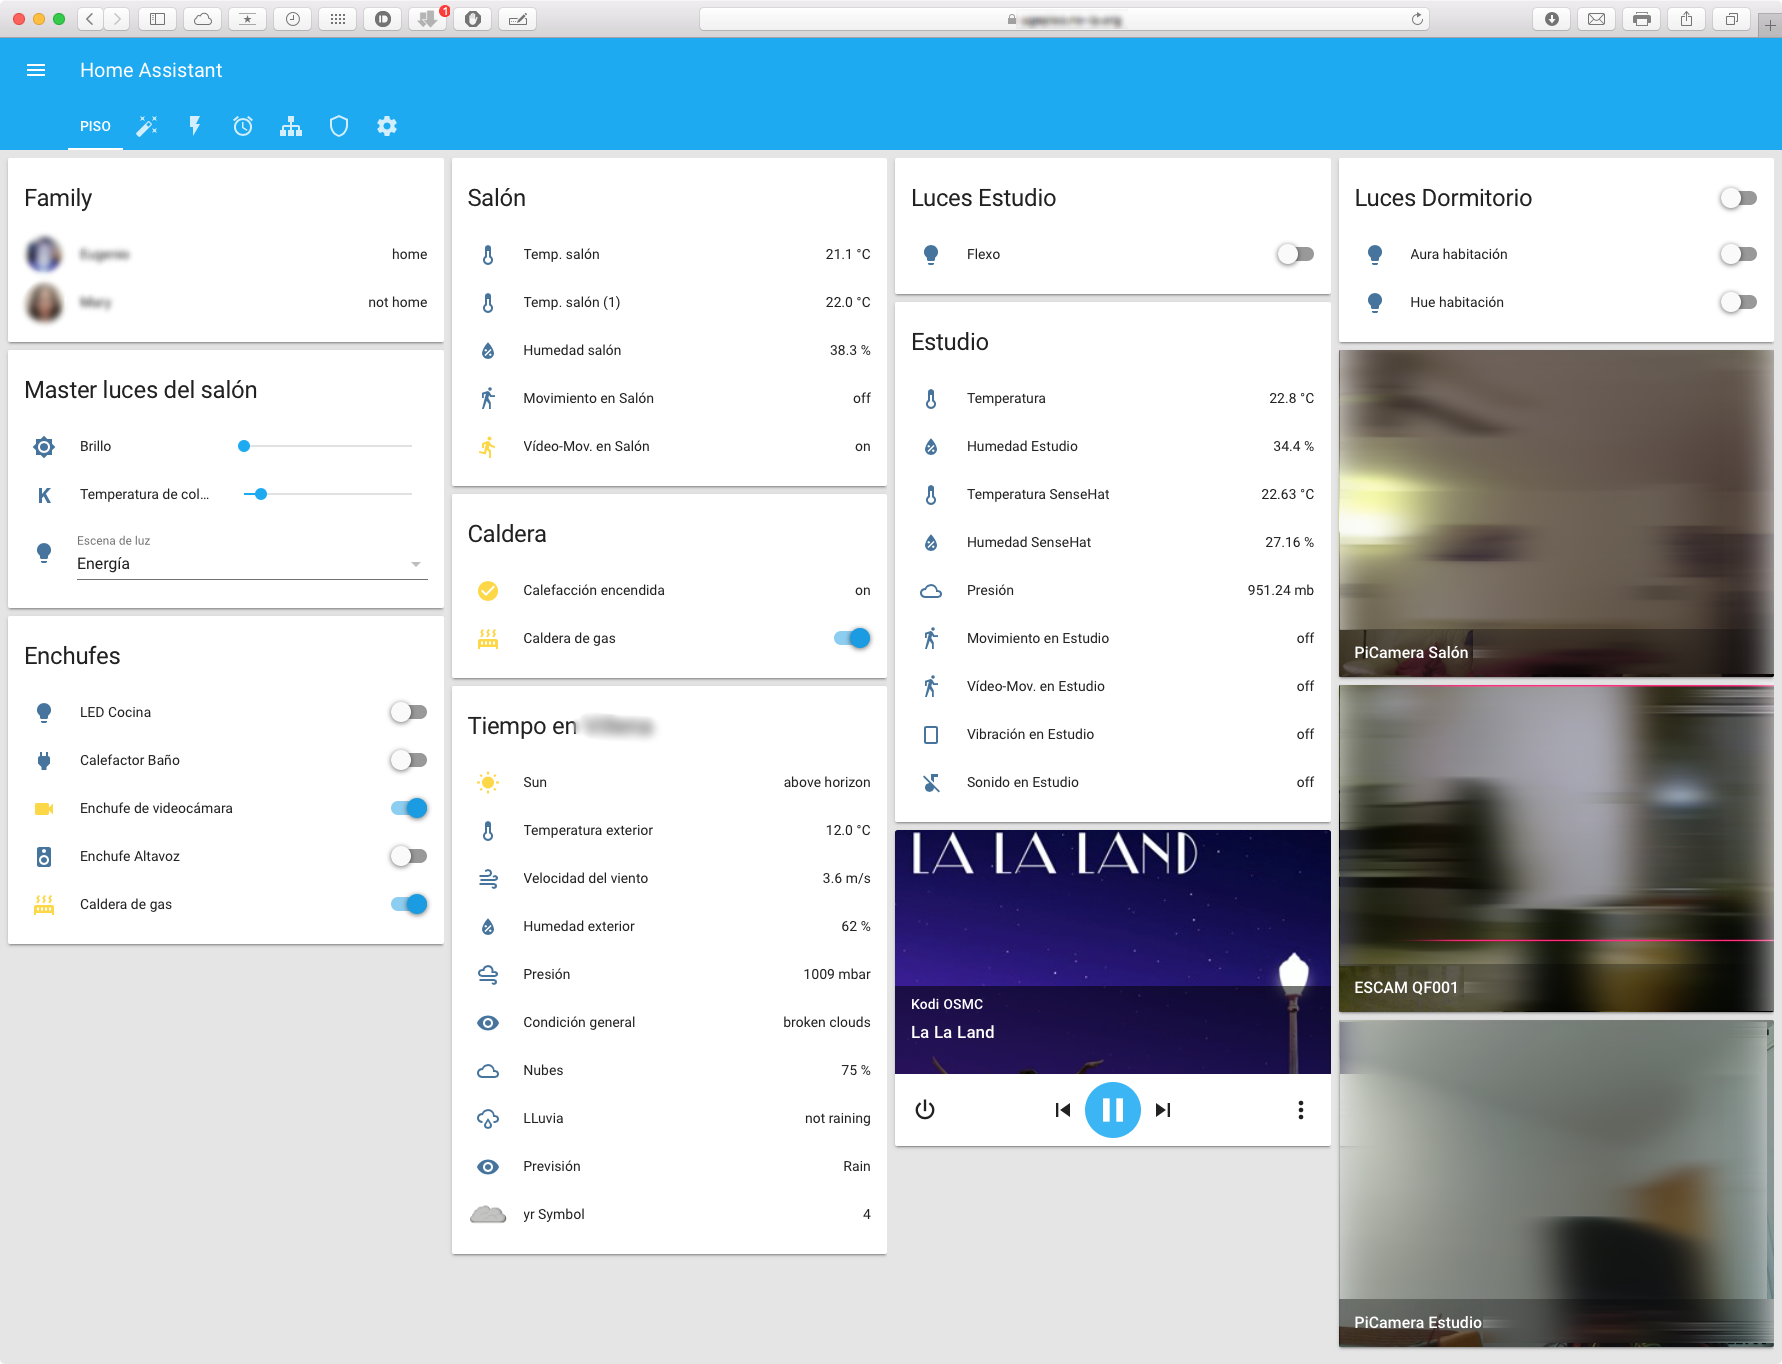 1
Home Assistant
PISO
Family
home
not home
Master luces del salón
Brillo
K Temperatura de col...
Escena de luz
Energía
Enchufes
LED Cocina
Calefactor Baño
Enchufe de videocámara
Enchufe Altavoz
Caldera de gas
Salón
Temp. salón 21.1 °C
Temp. salón (1) 22.0 °C
Humedad salón 38.3 %
Movimiento en Salón off
Vídeo-Mov. en Salón on
Caldera
Calefacción encendida on
Caldera de gas
Tiempo en
Sun above horizon
Temperatura exterior 12.0 °C
Velocidad del viento 3.6 m/s
Humedad exterior 62 %
Presión 1009 mbar
Condición general broken clouds
Nubes 75 %
LLuvia not raining
Previsión Rain
yr Symbol 4
Luces Estudio
Flexo
Estudio
Temperatura 22.8 °C
Humedad Estudio 34.4 %
Temperatura SenseHat 22.63 °C
Humedad SenseHat 27.16 %
Presión 951.24 mb
Movimiento en Estudio off
Vídeo-Mov. en Estudio off
Vibración en Estudio off
Sonido en Estudio off
LA LA LAND
Kodi OSMC
La La Land
Luces Dormitorio
Aura habitación
Hue habitación
PiCamera Salón
ESCAM QF001
PiCamera Estudio